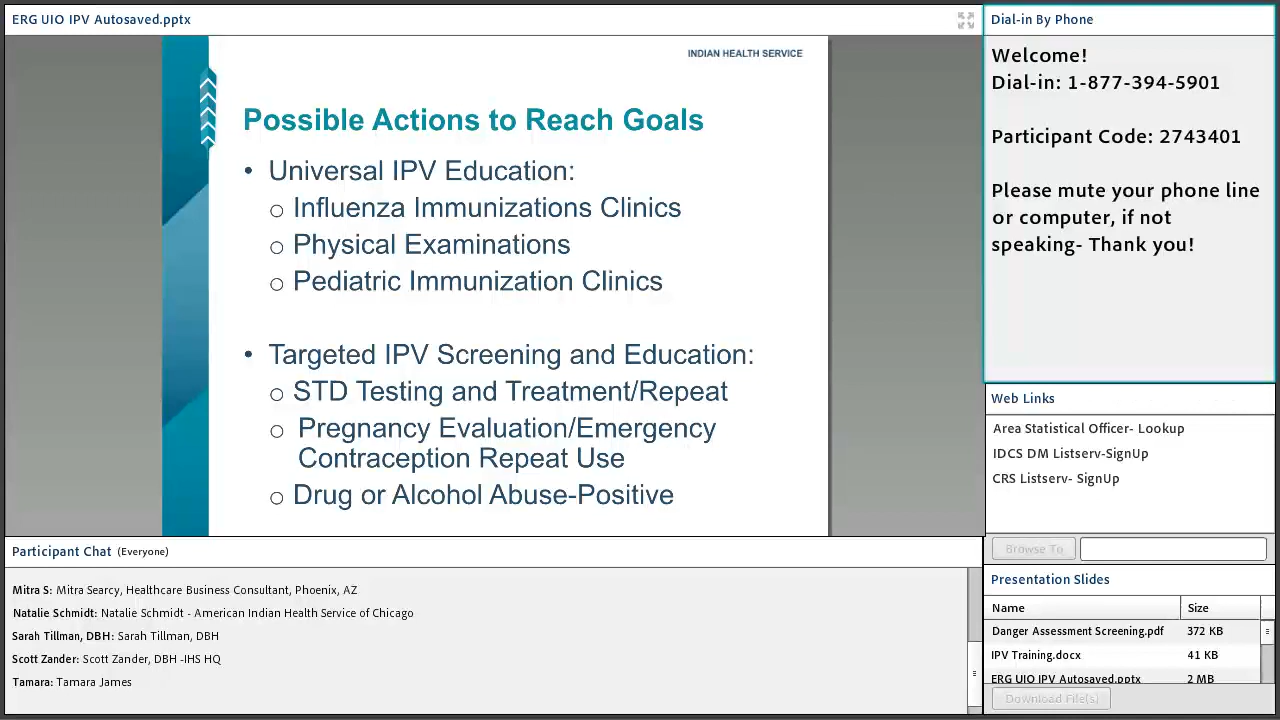 ERG UIO IPV Autosaved.pptx
INDIAN HEALTH SERVICE
Possible Actions to Reach Goals
• Universal IPV Education:
o Influenza Immunizations Clinics
o Physical Examinations
o Pediatric Immunization Clinics
• Targeted IPV Screening and Education:
o STD Testing and Treatment/Repeat
o Pregnancy Evaluation/Emergency
Contraception Repeat Use
o Drug or Alcohol Abuse-Positive
Participant Chat (Everyone)
Mitra S: Mitra Searcy, Healthcare Business Consultant, Phoenix, AZ
Natalie Schmidt: Natalie Schmidt - American Indian Health Service of Chicago
Sarah Tillman, DBH: Sarah Tillman, DBH
Scott Zander: Scott Zander, DBH -IHS HQ
Tamara: Tamara James
Dial-in By Phone
Welcome!
Dial-in: 1-877-394-5901
Participant Code: 2743401
Please mute your phone line
or computer, if not
speaking- Thank you!
Web Links
Area Statistical Officer- Lookup
IDCS DM Listserv-SignUp
CRS Listserv- SignUp
Browse To
Presentation Slides
Name Size
Danger Assessment Screening.pdf 372 KB
IPV Training.docx 41 KB
ERG UIO IPV Autosaved.pptx 2 MB
Download File(s)